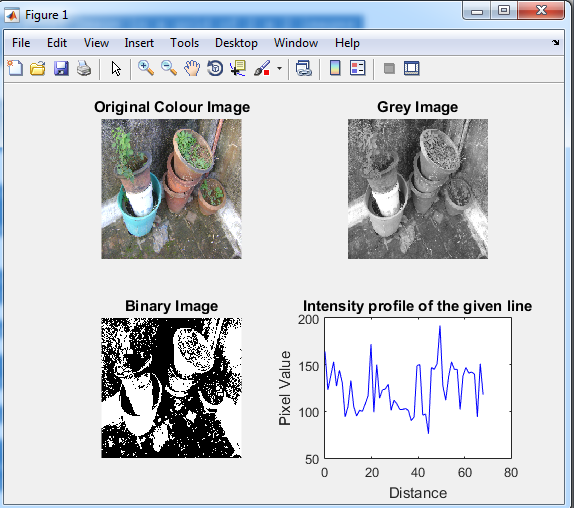 Figure 1
File Edit View Insert Tools Desktop Window Help
Original Colour Image
Grey Image
Binary Image
Intensity profile of the given line
200
150
100
50
Pixel Value
0 20 40 60 80
Distance